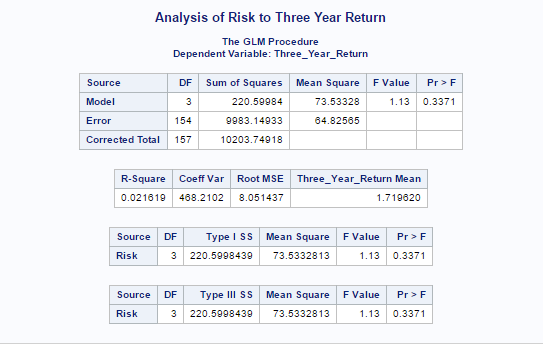 Analysis of Risk to Three Year Return
The GLM Procedure
Dependent Variable: Three_Year_Return
Source DF Sum of Squares Mean Square F Value Pr > F
Model 3 220.59984 73.53328 1.13 0.3371
Error 154 9983.14933 64.82565
Corrected Total 157 10203.74918
R-Square Coeff Var Root MSE Three_Year_Return Mean
0.021619 468.2102 8.051437 1.719620
Source DF Type I SS Mean Square F Value Pr > F
Risk 3 220.5998439 73.5332813 1.13 0.3371
Source DF Type III SS Mean Square F Value Pr > F
Risk 3 220.5998439 73.5332813 1.13 0.3371